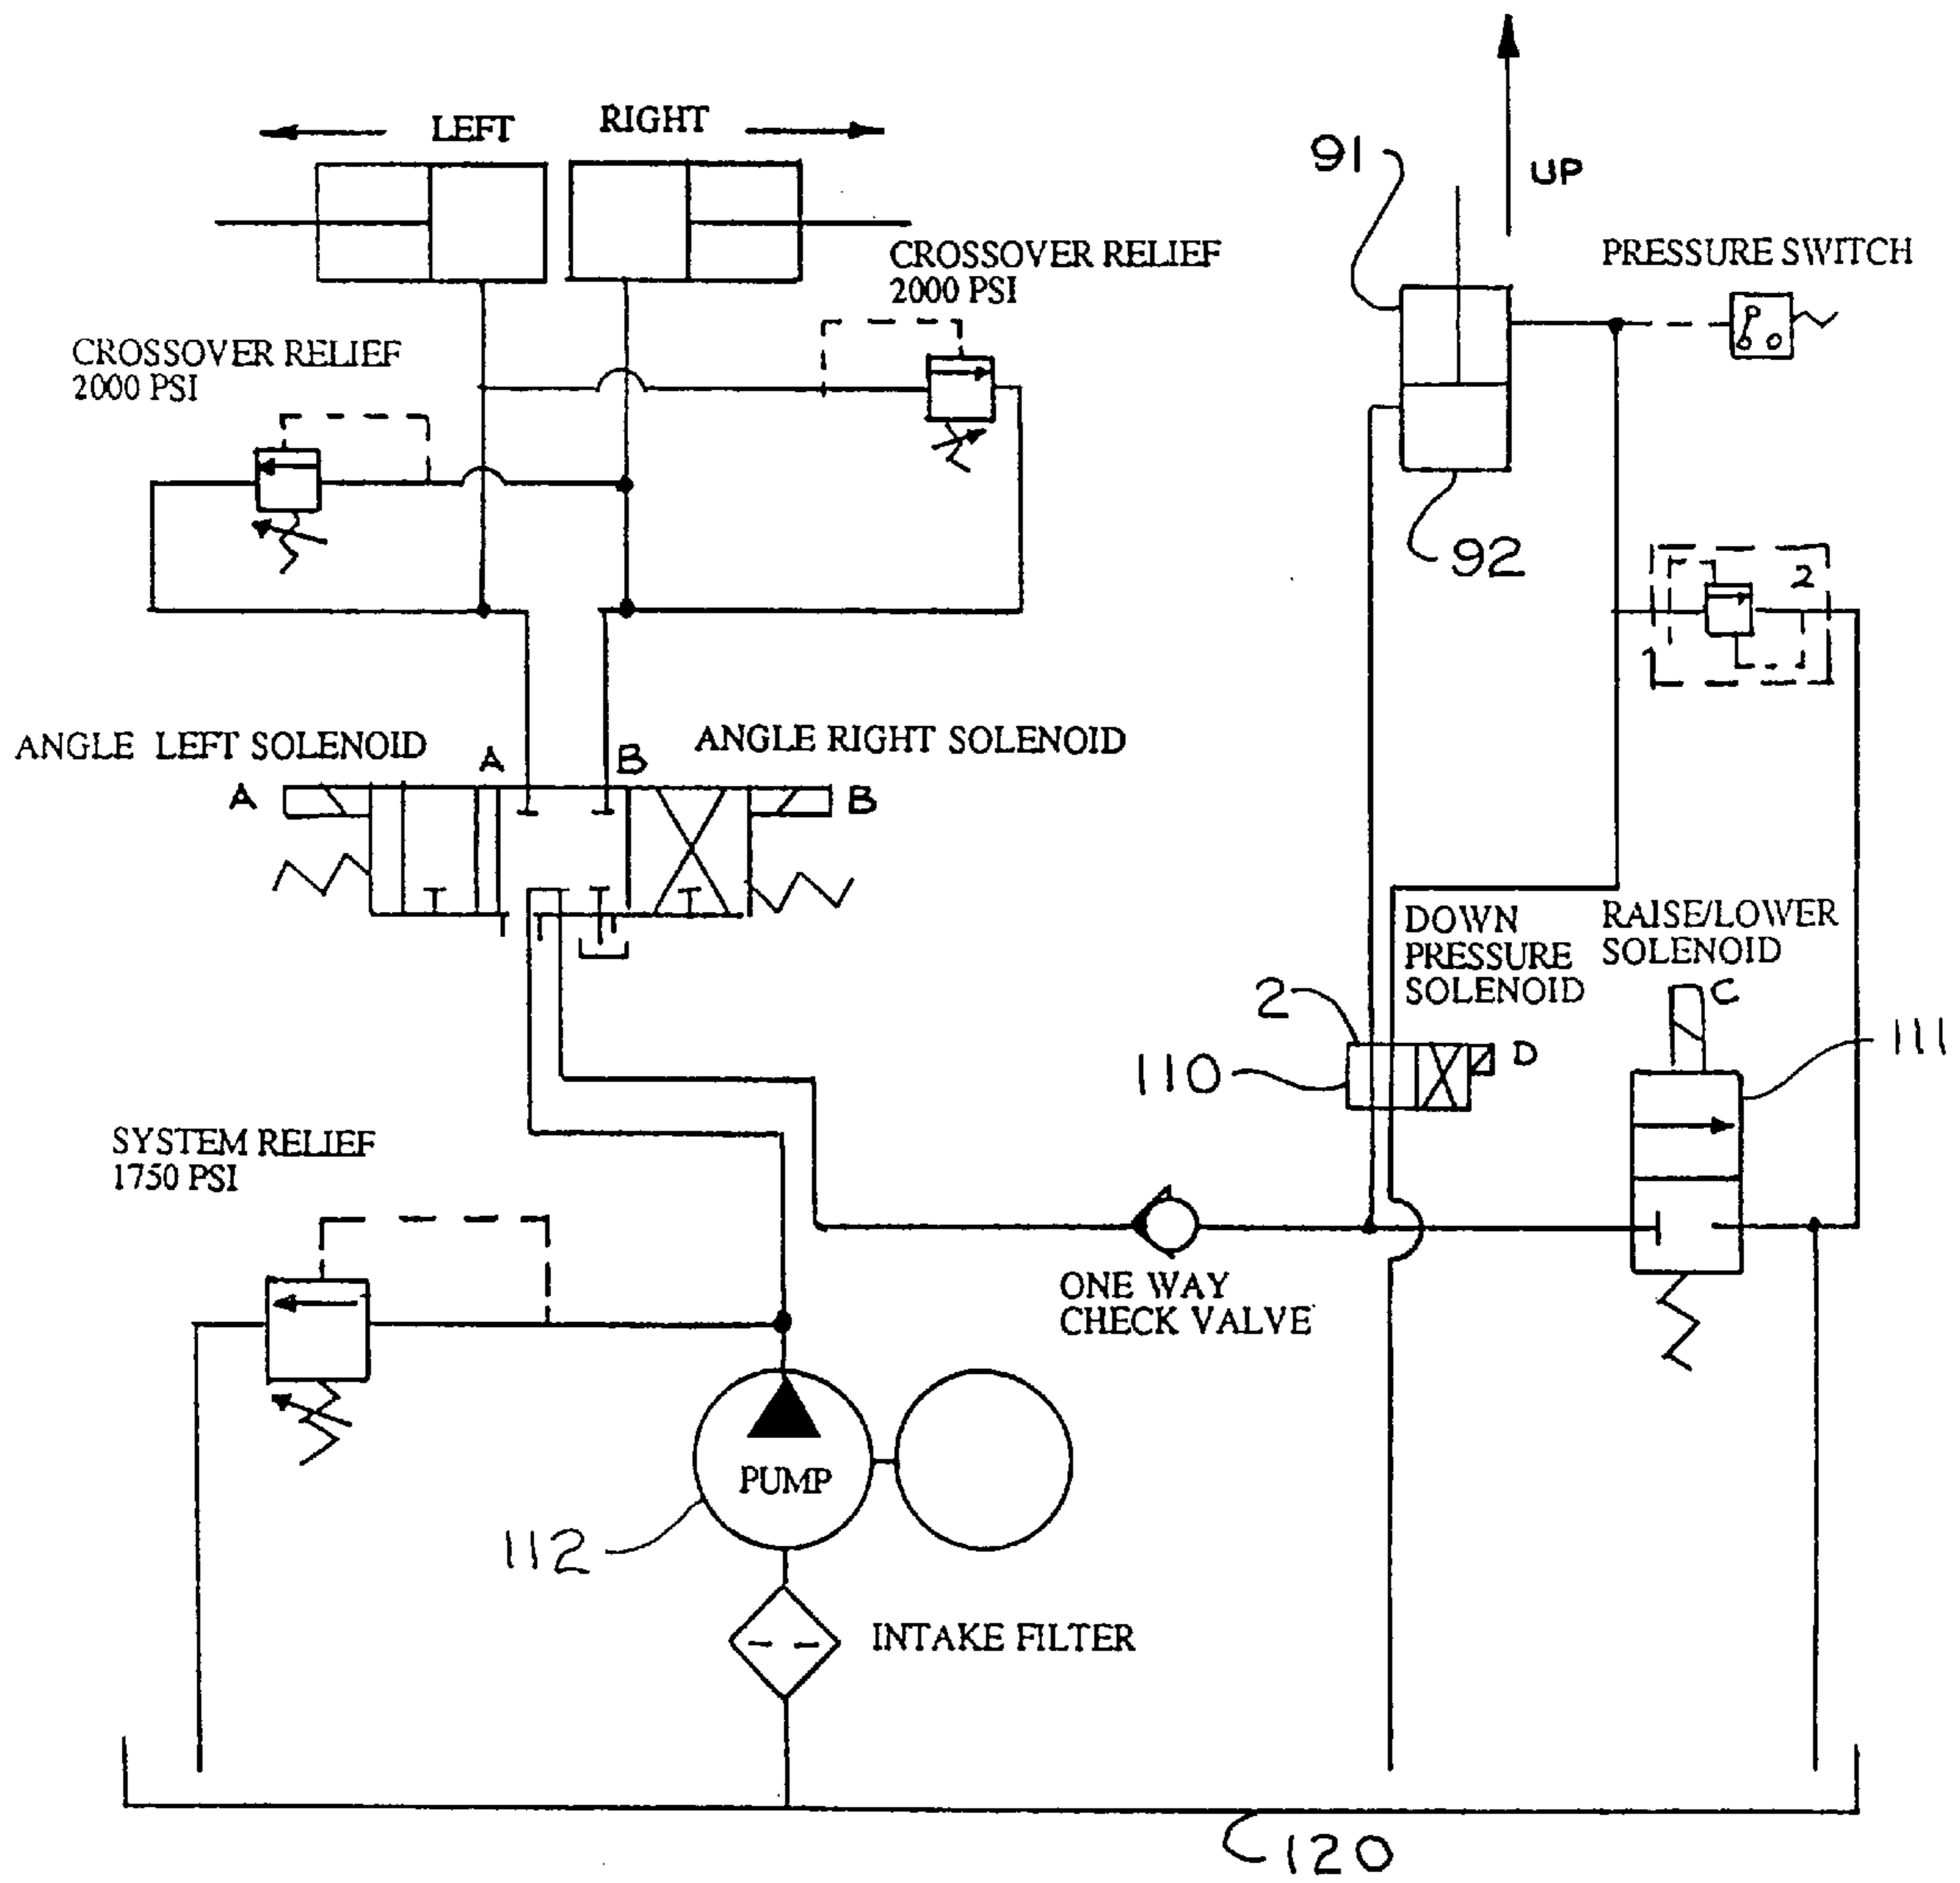 LEFT
RIGHT
91
UP
CROSSOVER RELIEF
2000 PSI
PRESSURE SWITCH
CROSSOVER RELIEF
2000 PSI
92
2
1
ANGLE LEFT SOLENOID
A
B
ANGLE RIGHT SOLENOID
A
B
DOWN
PRESSURE
SOLENOID
RAISE/LOWER
SOLENOID
2
C
D
110
111
SYSTEM RELIEF
1750 PSI
ONE WAY
CHECK VALVE
PUMP
112
INTAKE FILTER
120